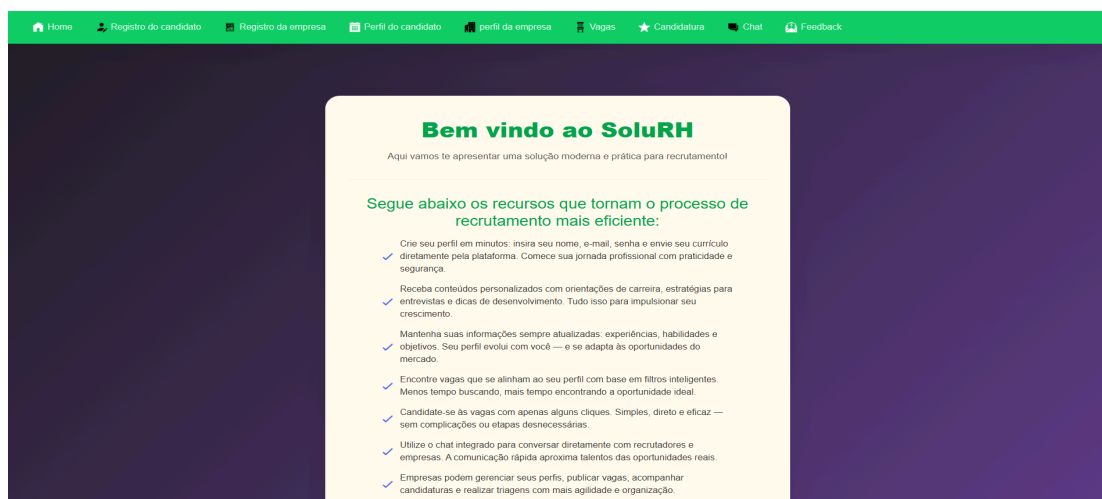 Home Registro do candidato Registro da empresa Perfil do candidato perfil da empresa Vagas Candidatura Chat Feedback
Bem vindo ao SoluRH
Aqui vamos te apresentar uma solução moderna e prática para recrutamento!
Segue abaixo os recursos que tornam o processo de
recrutamento mais eficiente:
Crie seu perfil em minutos: insira seu nome, e-mail, senha e envie seu currículo
diretamente pela plataforma. Comece sua jornada profissional com praticidade e
segurança.
Receba conteúdos personalizados com orientações de carreira, estratégias para
entrevistas e dicas de desenvolvimento. Tudo isso para impulsionar seu
crescimento.
Mantenha suas informações sempre atualizadas: experiências, habilidades e
objetivos. Seu perfil evolui com você — e se adapta às oportunidades do
mercado.
Encontre vagas que se alinham ao seu perfil com base em filtros inteligentes.
Menos tempo buscando, mais tempo encontrando a oportunidade ideal.
Candidate-se às vagas com apenas alguns cliques. Simples, direto e eficaz —
sem complicações ou etapas desnecessárias.
Utilize o chat integrado para conversar diretamente com recrutadores e
empresas. A comunicação rápida aproxima talentos das oportunidades reais.
Empresas podem gerenciar seus perfis, publicar vagas, acompanhar
candidaturas e realizar triagens com mais agilidade e organização.